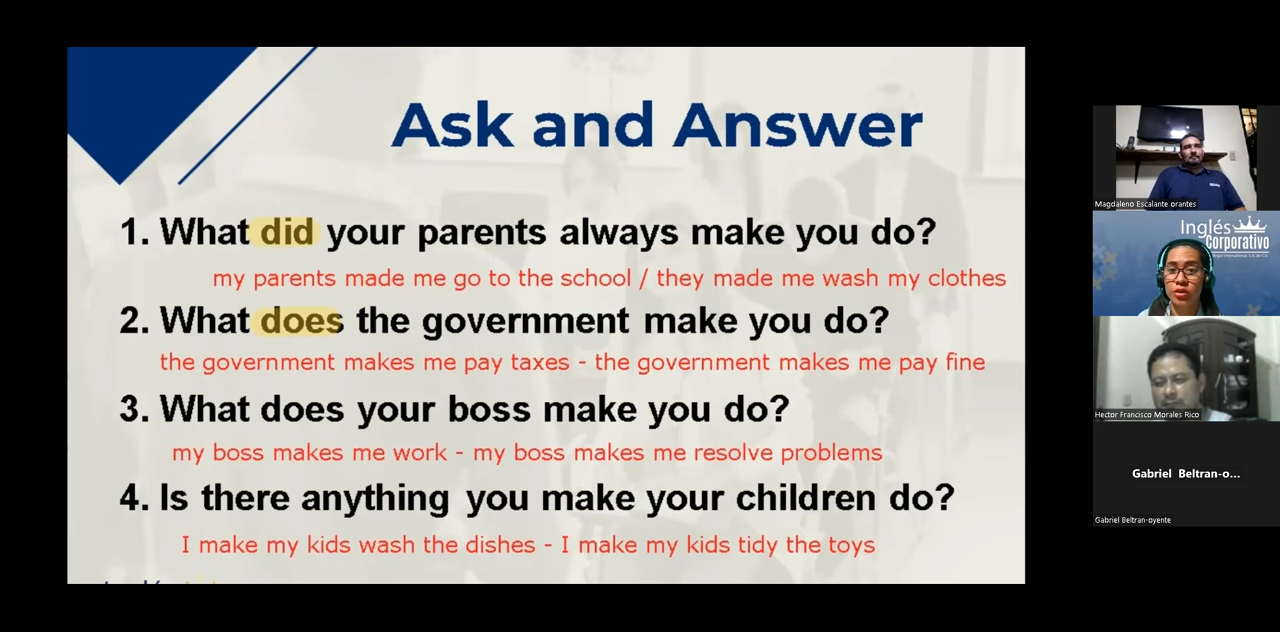 Ask and Answer
1. What did your parents always make you do?
my parents made me go to the school / they made me wash my clothes
2. What does the government make you do?
the government makes me pay taxes - the government makes me pay fine
3. What does your boss make you do?
my boss makes me work - my boss makes me resolve problems
4. Is there anything you make your children do?
I make my kids wash the dishes - I make my kids tidy the toys
Magdaleno Escalante orantes
Inglés
Corporativo
Hector Francisco Morales Rico
Gabriel Beltran-o...
Gabriel Beltran-oyente